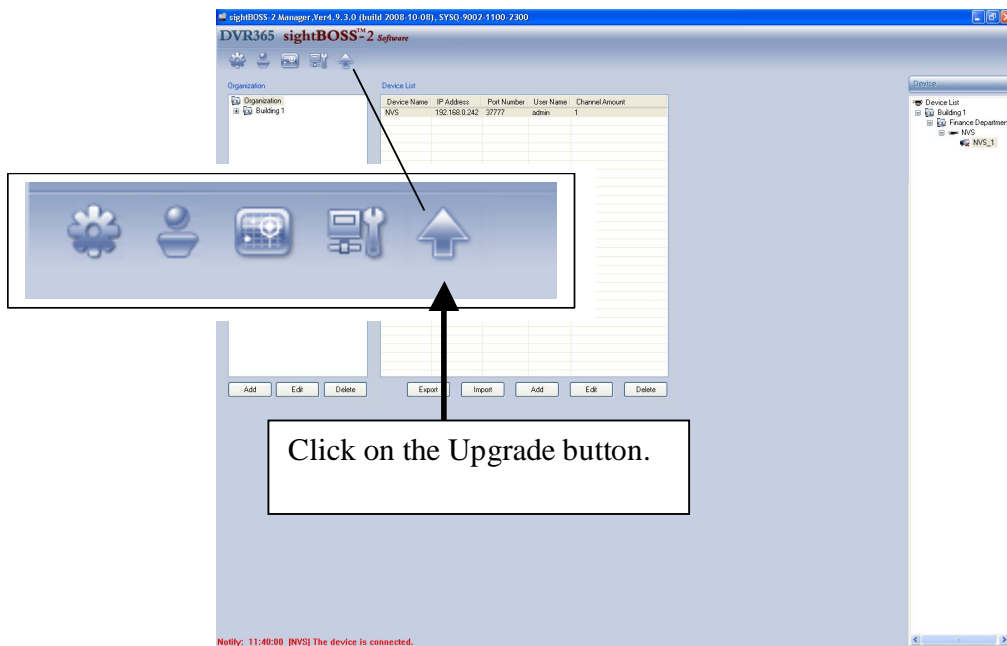 sightBOSS-2 Manager,Ver4.9.3.0 (build 2008-10-08), SYSQ-9002-1100-2300
DVR365 sightBOSS™-2 Software
Organization
Device List
Device
Organization
Building 1
Device Name IP Address Port Number User Name Channel Amount
NVS 192.168.0.242 37777 admin 1
Device List
Building 1
Finance Departmen
NVS
NVS_1
Add Edit Delete
Export Import Add Edit Delete
Click on the Upgrade button.
Notify: 11:40:00 [NVS] The device is connected.